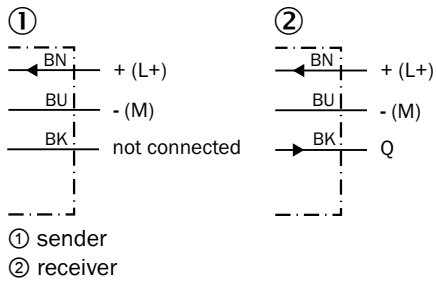 ① ②
BN + (L+) BN + (L+)
BU - (M) BU - (M)
BK not connected BK Q
① sender
② receiver